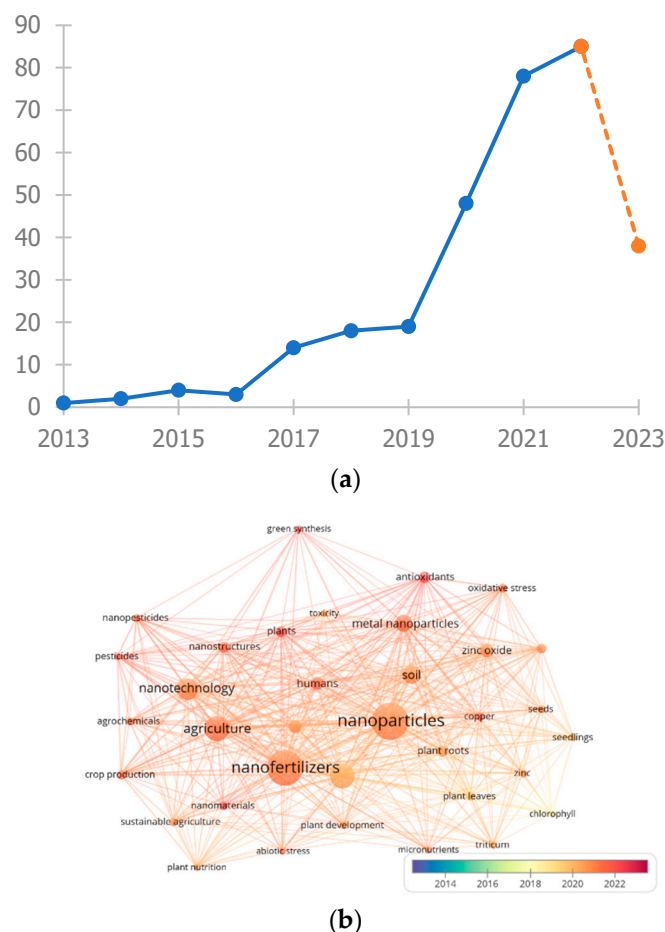 90
80
70
60
50
40
30
20
10
0
2013 2015 2017 2019 2021 2023
(a)
green synthesis
antioxidants
oxidative stress
nanopesticides
toxicity
plants
metal nanoparticles
pesticides
nanostructures
zinc oxide
nanotechnology
humans
soil
agrochemicals
agriculture
nanoparticles
copper
seeds
seedlings
plant roots
crop production
nanofertilizers
zinc
nanomaterials
plant leaves
sustainable agriculture
plant development
chlorophyll
plant nutrition
abiotic stress
micronutrients
triticum
2014 2016 2018 2020 2022
(b)